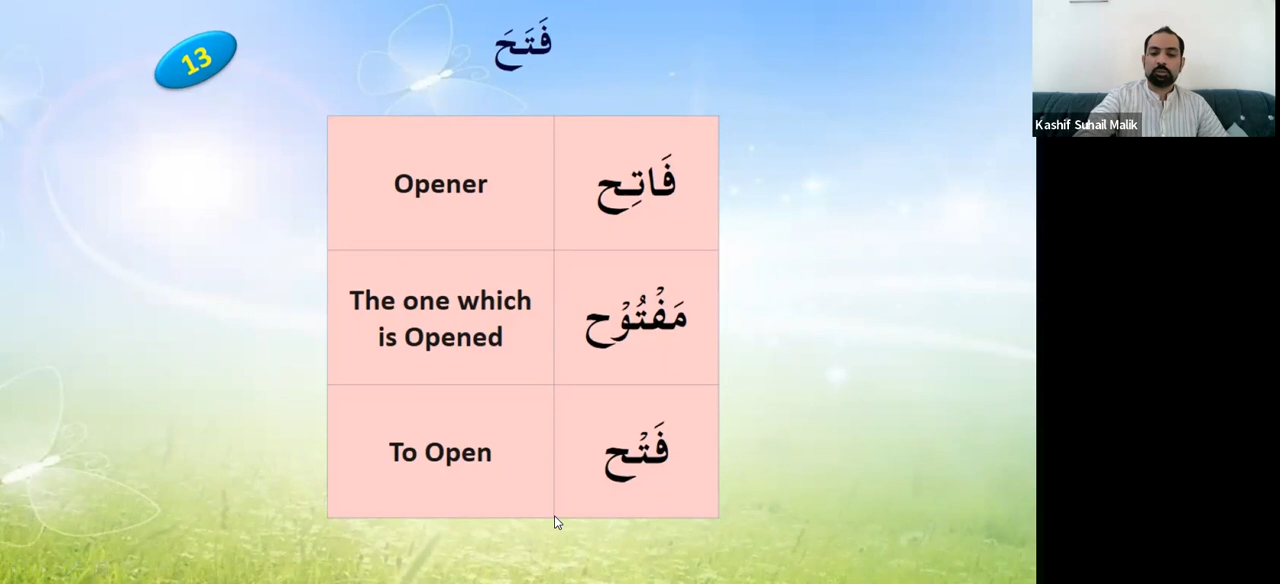 13
فَتَحَ
Opener
فَاتِح
The one which
is Opened
مَفْتُوْح
To Open
فَتْح
Kashif Suhail Malik